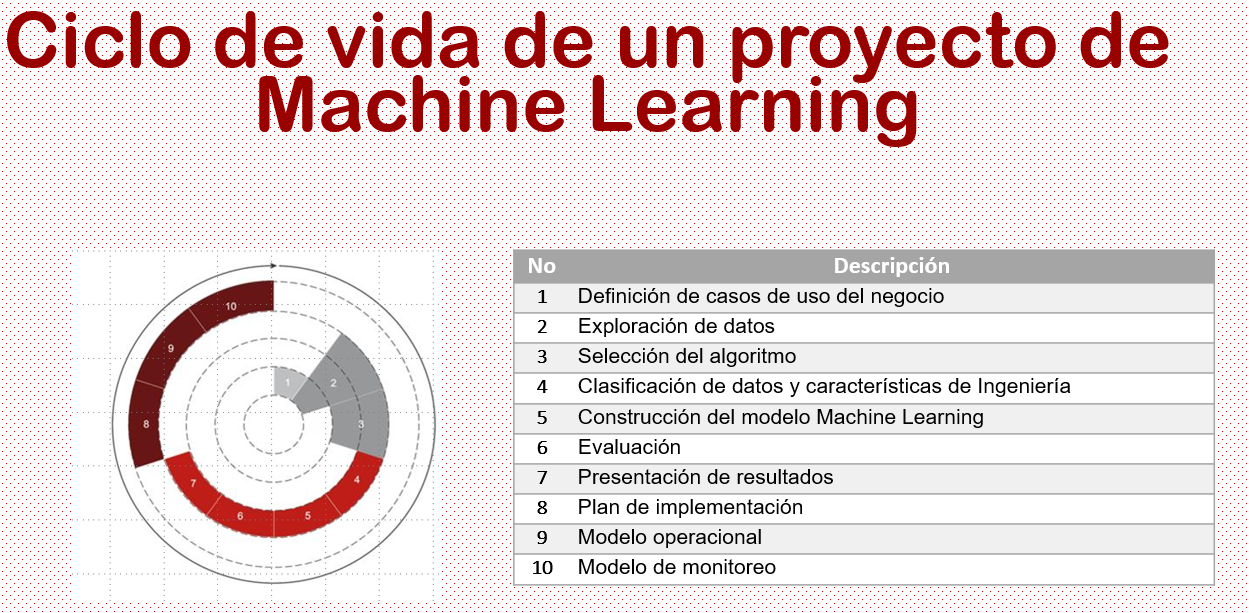 Ciclo de vida de un proyecto de
Machine Learning
10
9
8
7
6
5
4
3
2
1
No Descripción
1 Definición de casos de uso del negocio
2 Exploración de datos
3 Selección del algoritmo
4 Clasificación de datos y características de Ingeniería
5 Construcción del modelo Machine Learning
6 Evaluación
7 Presentación de resultados
8 Plan de implementación
9 Modelo operacional
10 Modelo de monitoreo